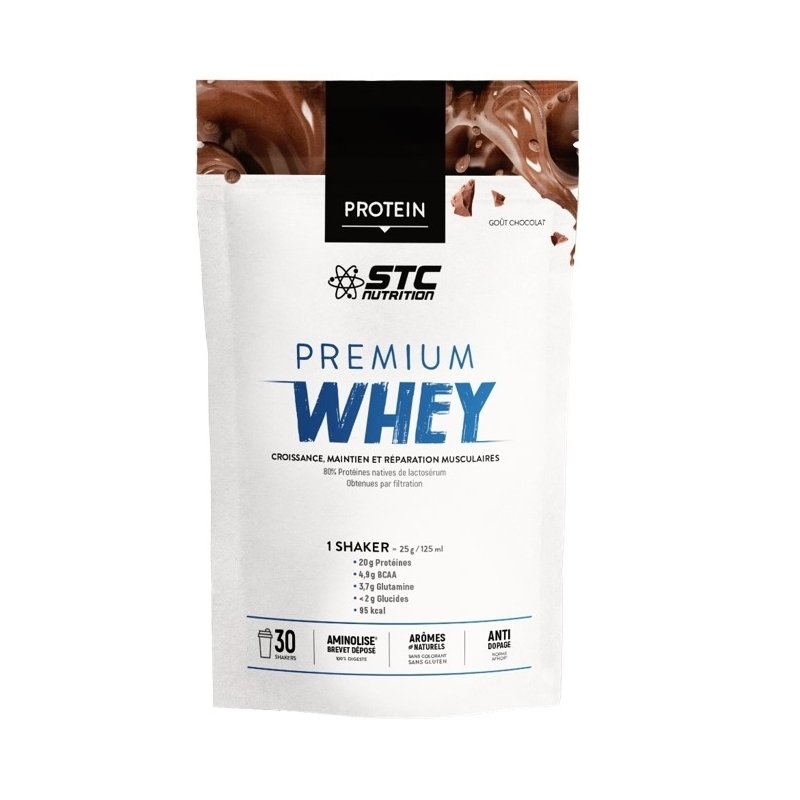 PROTEIN
GOÛT CHOCOLAT
STC
NUTRITION
PREMIUM
WHEY
CROISSANCE, MAINTIEN ET RÉPARATION MUSCULAIRES
80% Protéines natives de lactosérum
Obtenues par filtration
1 SHAKER = 25g/125 ml
• 20g Protéines
• 4,9g BCAA
• 3,7g Glutamine
• <2g Glucides
• 95 kcal
30
SHAKERS
AMINOLISE®
BREVET DÉPOSÉ
100% DIGESTE
ARÔMES
NATURELS
SANS COLORANT
SANS GLUTEN
ANTI
DOPAGE
NORME
AFNOR